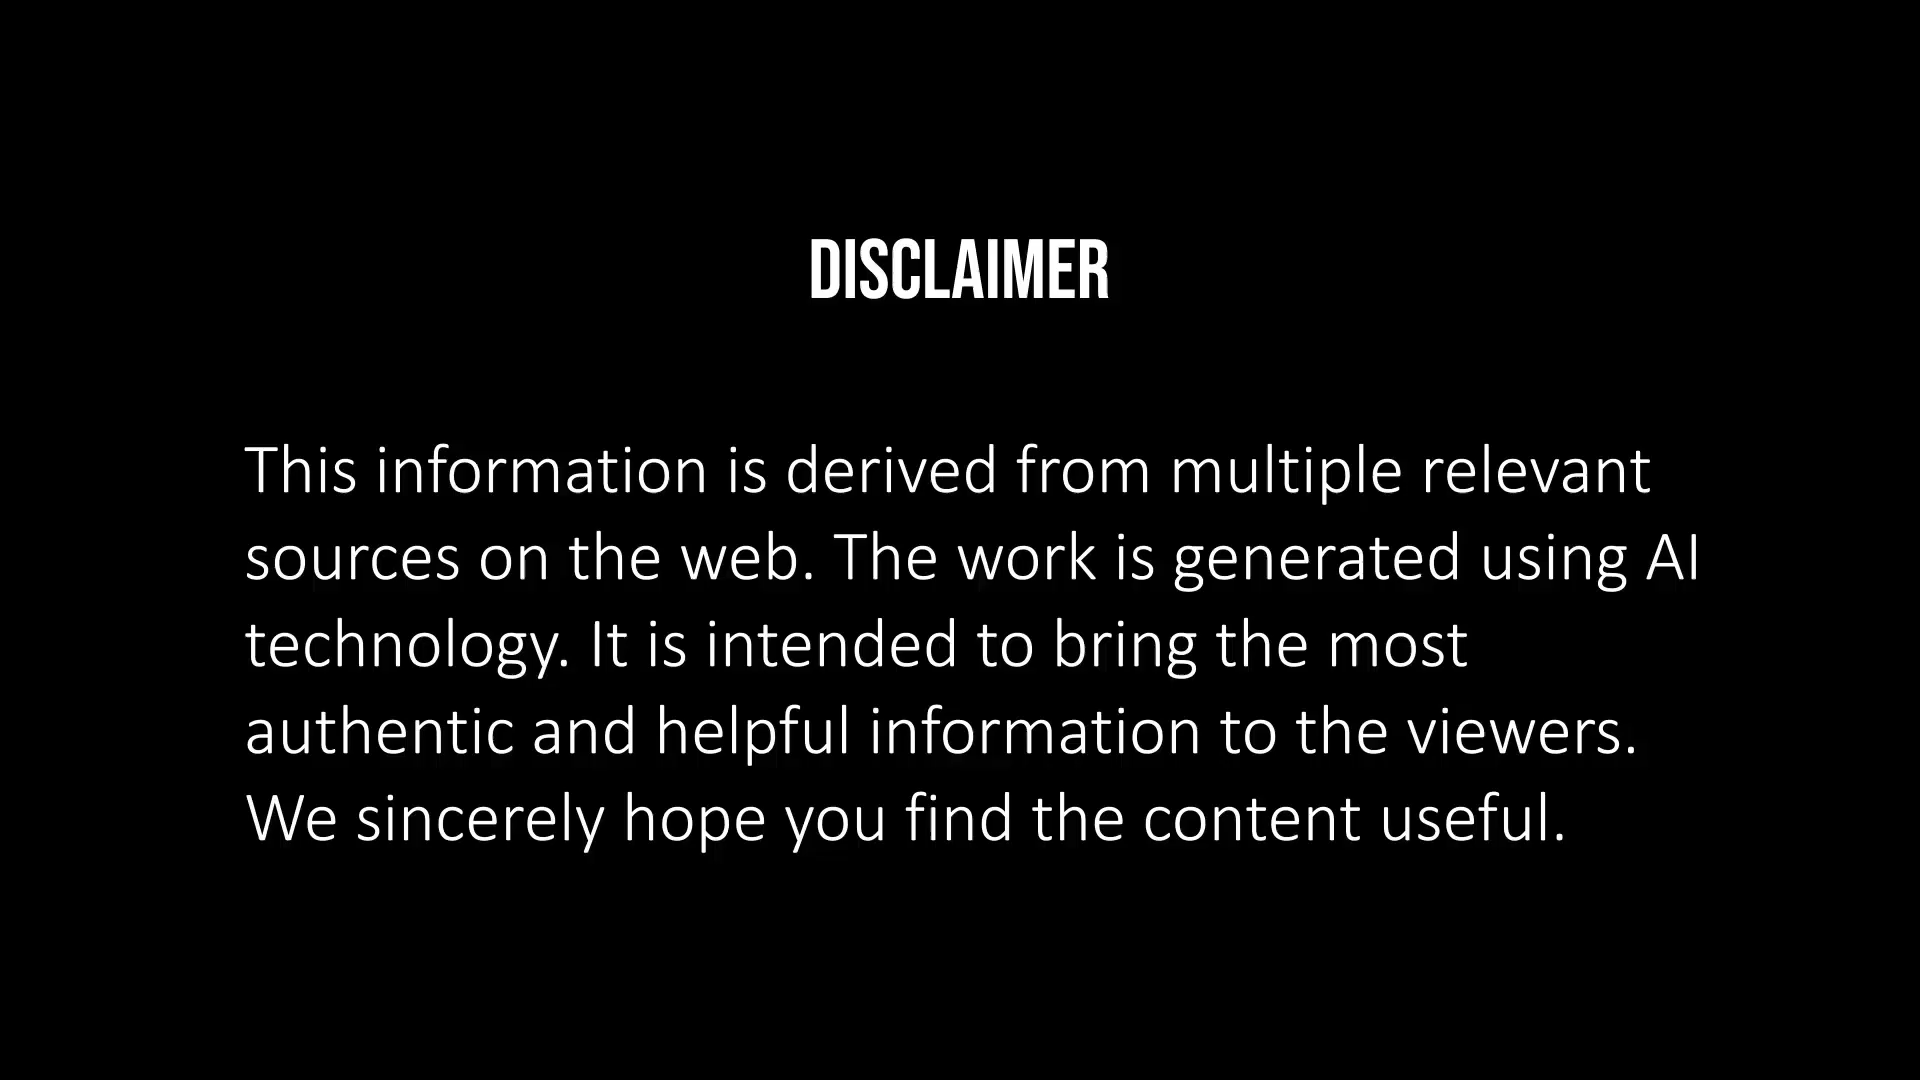 DISCLAIMER
This information is derived from multiple relevant
sources on the web. The work is generated using AI
technology. It is intended to bring the most
authentic and helpful information to the viewers.
We sincerely hope you find the content useful.